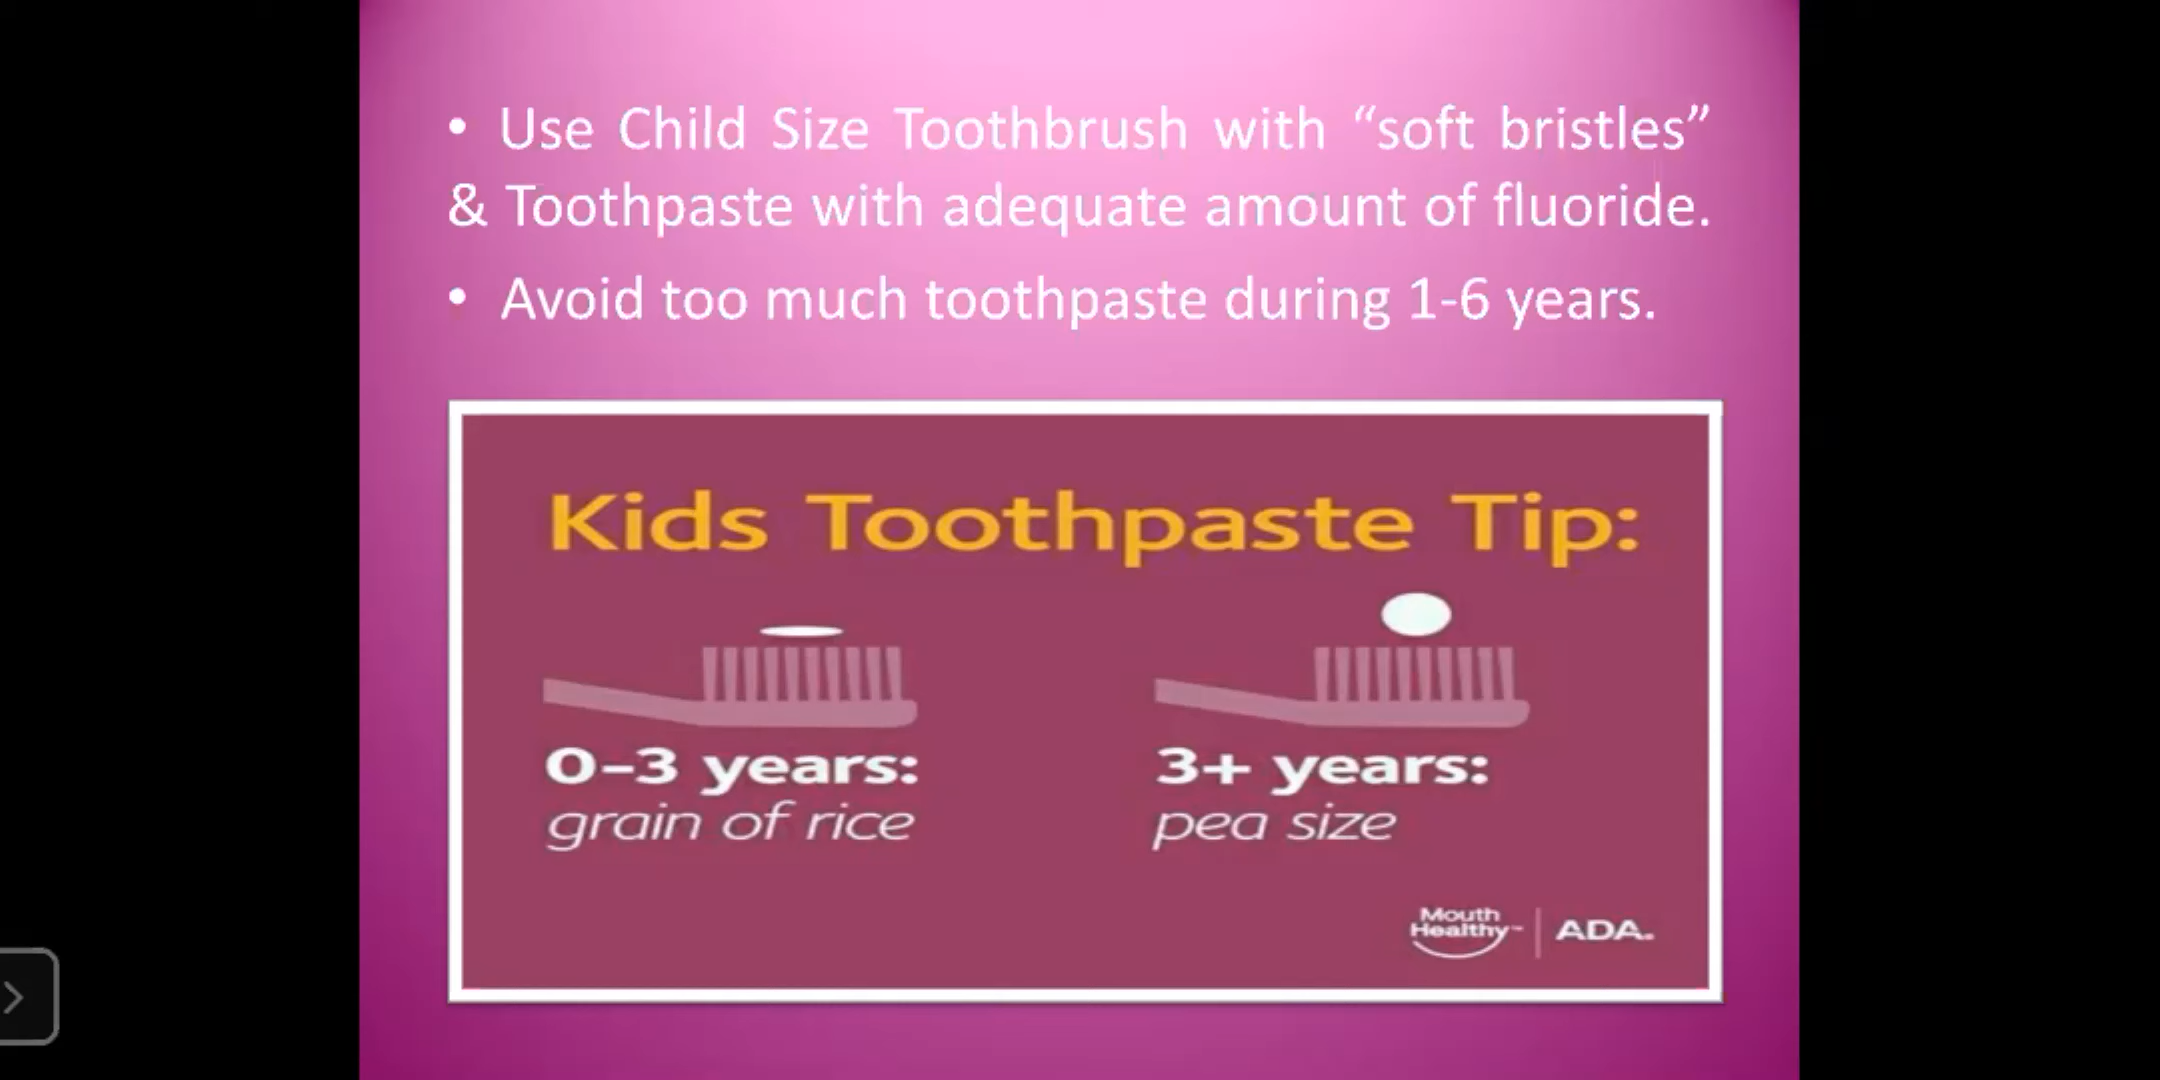 • Use Child Size Toothbrush with “soft bristles”
& Toothpaste with adequate amount of fluoride.
• Avoid too much toothpaste during 1-6 years.
Kids Toothpaste Tip:
0–3 years:
grain of rice
3+ years:
pea size
Mouth
Healthy™
ADA.